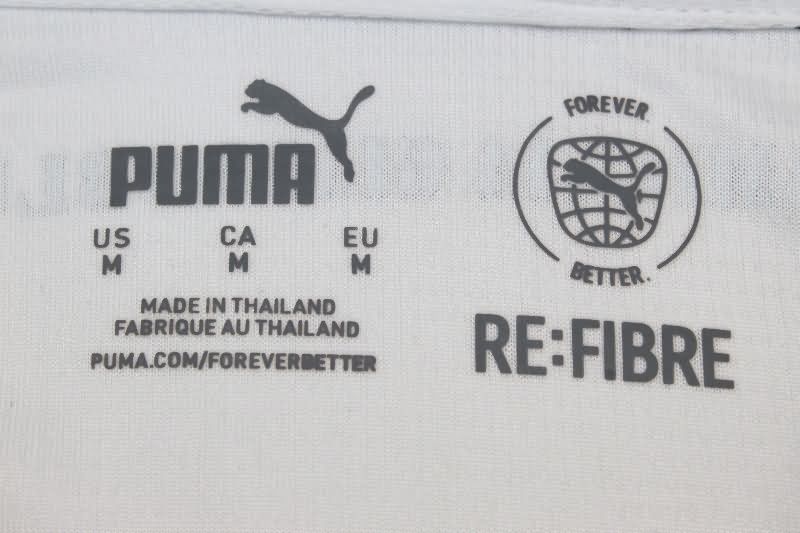 PUMA
US CA EU
M M M
MADE IN THAILAND
FABRIQUE AU THAILAND
PUMA.COM/FOREVERBETTER
FOREVER.
BETTER.
RE:FIBRE